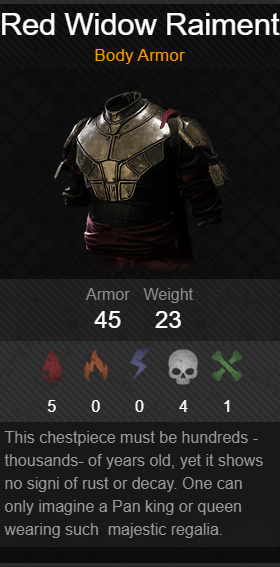 Red Widow Raiment
Body Armor
Armor Weight
45 23
5 0 0 4 1
This chestpiece must be hundreds -
thousands- of years old, yet it shows
no signi of rust or decay. One can
only imagine a Pan king or queen
wearing such  majestic regalia.